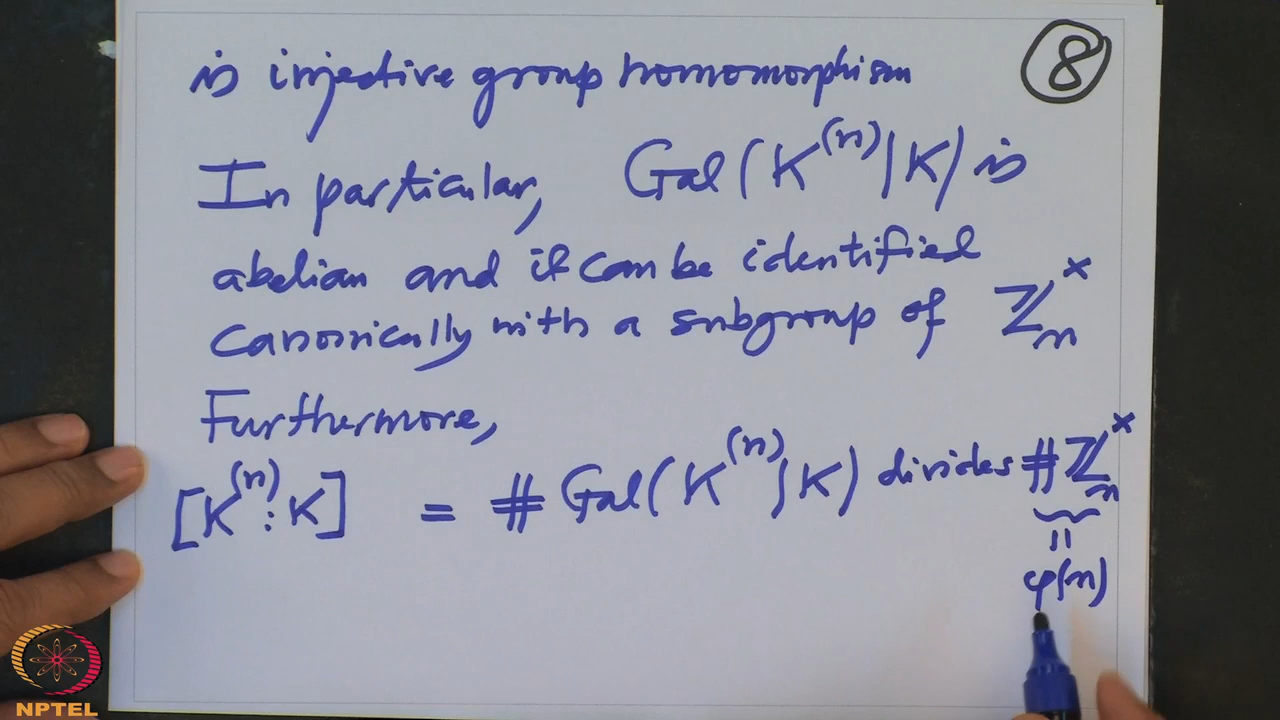 is injective group homomorphism
⑧
In particular, Gal(K^(n)|K) is
abelian and it can be identified
canonically with a subgroup of ℤ_n^×
Furthermore,
[K^(n):K] = # Gal(K^(n)|K) divides #ℤ_n^×
||
φ(n)
NPTEL